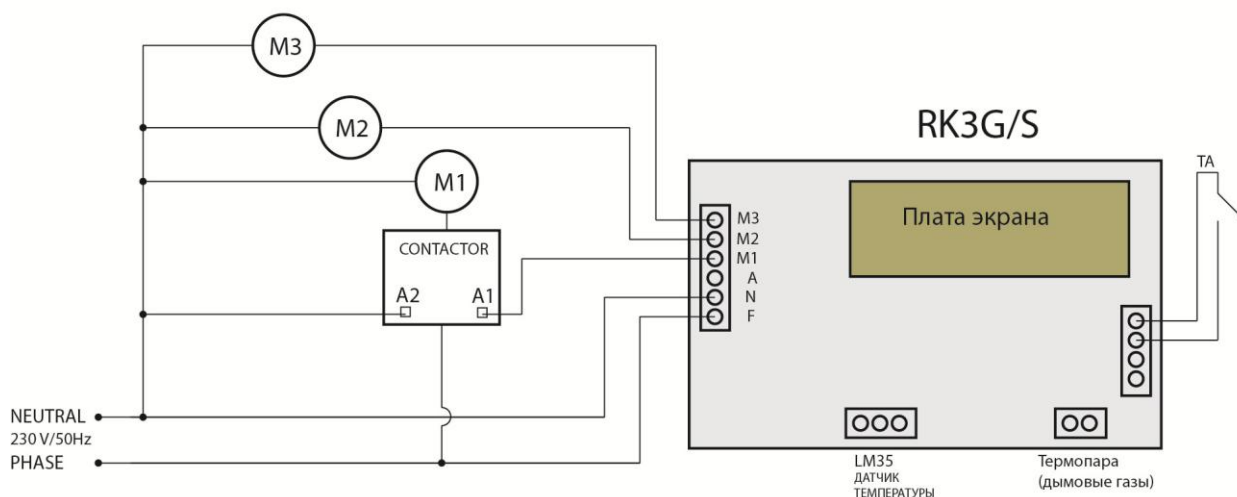 M3
M2
M1
CONTACTOR
A2
A1
NEUTRAL
230 V/50Hz
PHASE
RK3G/S
Плата экрана
M3
M2
M1
A
N
F
TA
LM35
ДАТЧИК
ТЕМПЕРАТУРЫ
Термопара
(дымовые газы)